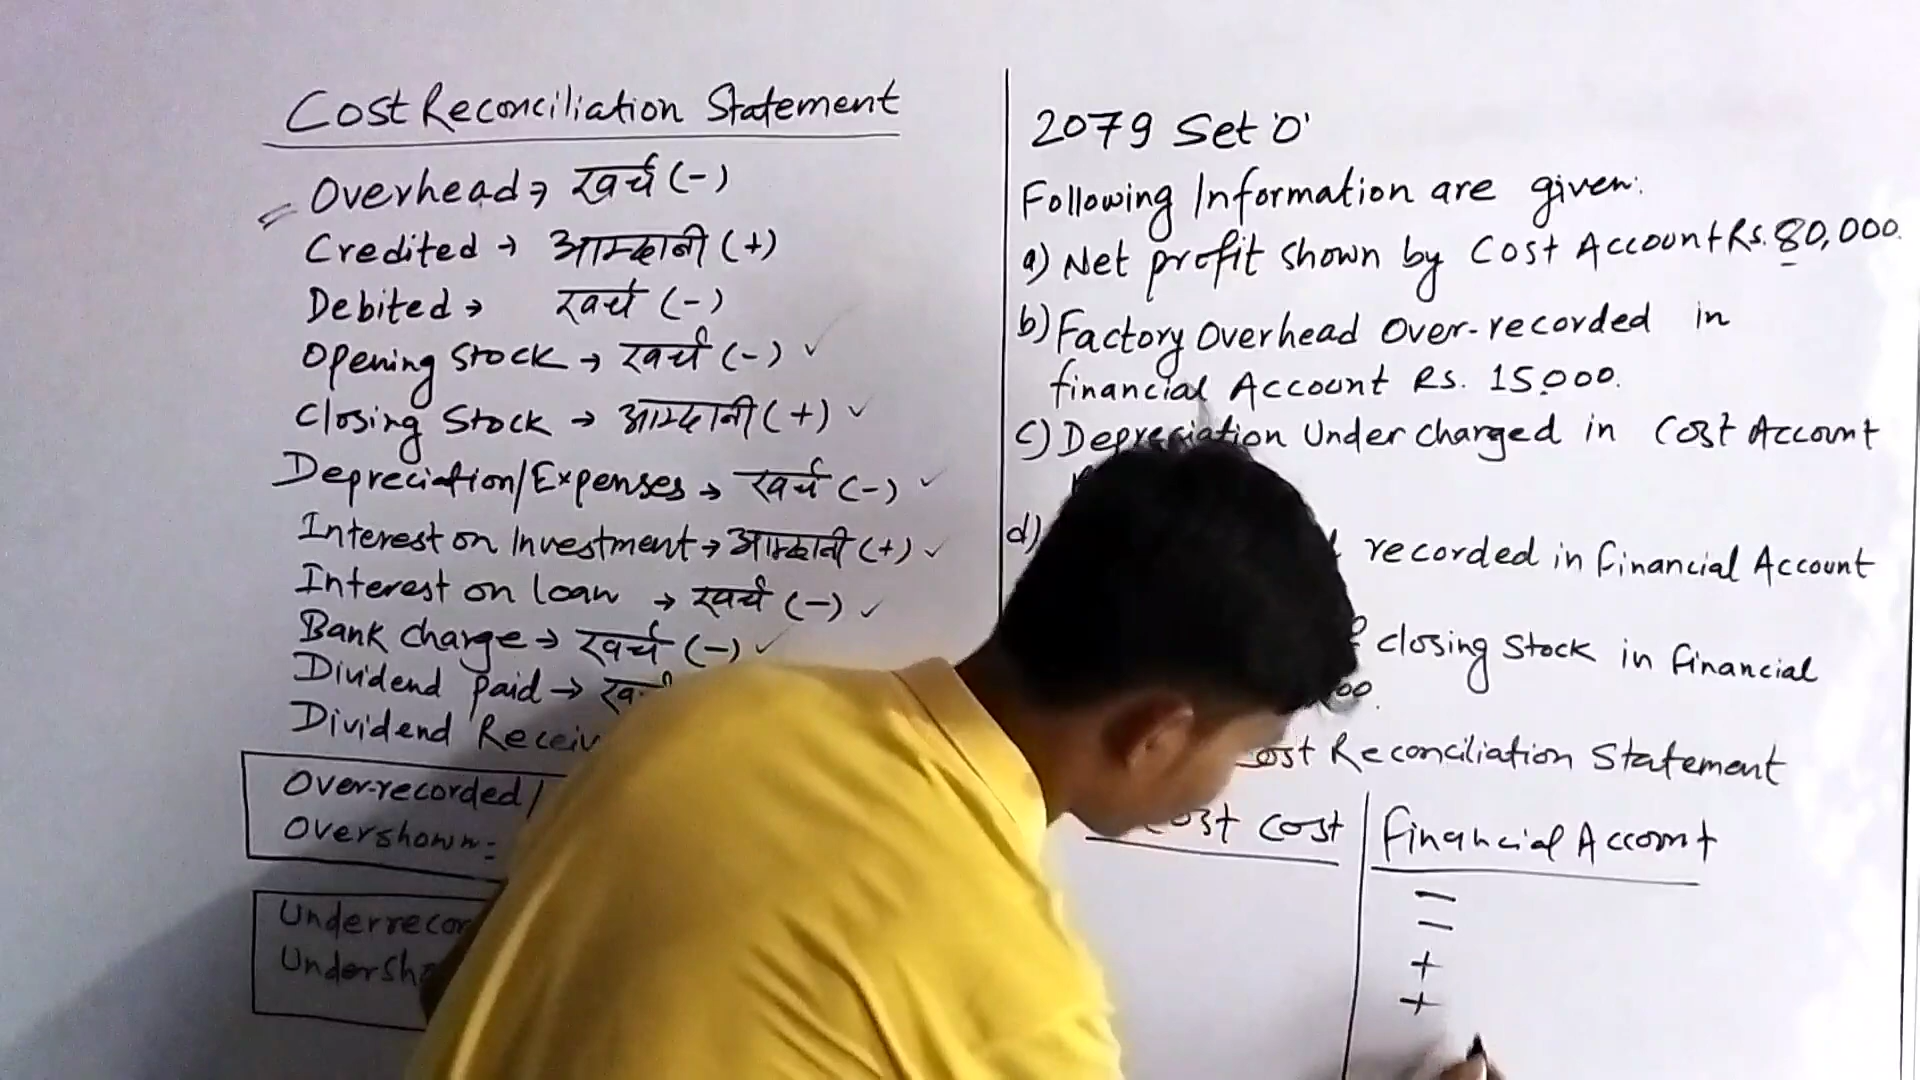 Cost Reconciliation Statement
Overhead → खर्च (-)
Credited → आम्दानी (+)
Debited → खर्च (-)
Opening Stock → खर्च (-) ✓
Closing Stock → आम्दानी (+) ✓
Depreciation/Expenses → खर्च (-) ✓
Interest on Investment → आम्दानी (+) ✓
Interest on loan → खर्च (-) ✓
Bank charge → खर्च (-) ✓
Dividend paid →
Dividend
Over-recorded/
Overshown =
2079 Set 'O'
Following Information are given:
a) Net profit shown by Cost Account Rs. 80,000.
b) Factory Overhead Over-recorded in
financial Account Rs. 15000.
c) Depreciation Under charged in Cost Account
d) recorded in financial Account
closing Stock in financial
Cost Reconciliation Statement
Cost Cost
Financial Account
-
-
+
+